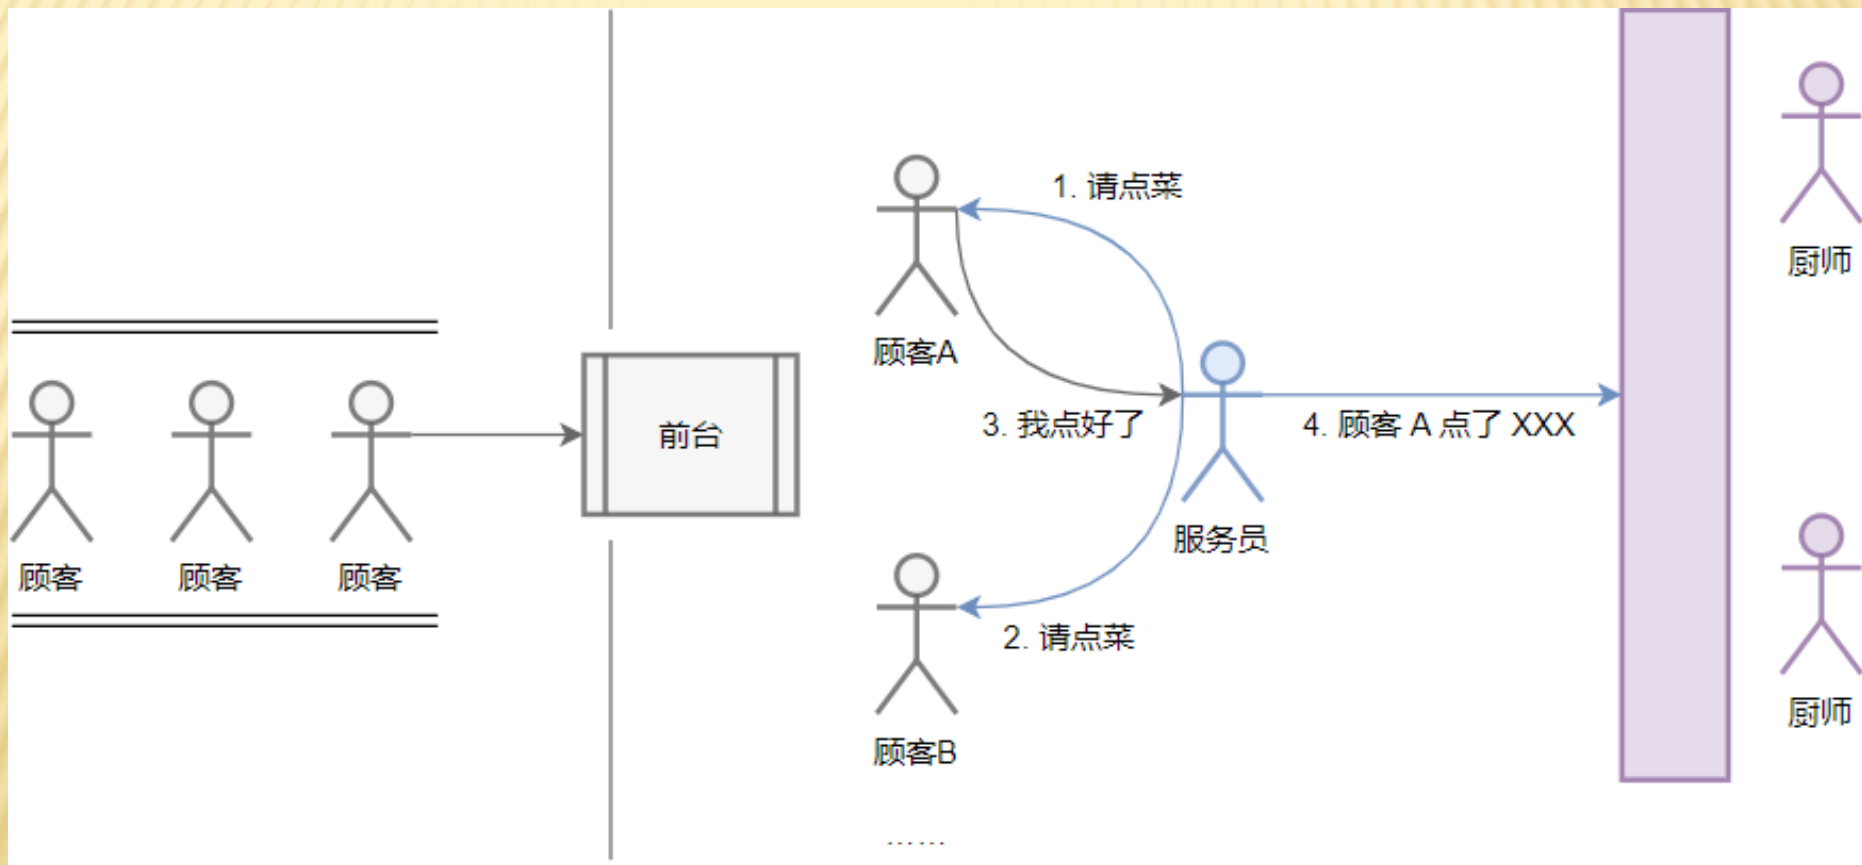 1. 请点菜
厨师
顾客A
前台
3. 我点好了
4. 顾客 A 点了 XXX
服务员
顾客
顾客
顾客
2. 请点菜
厨师
顾客B
……